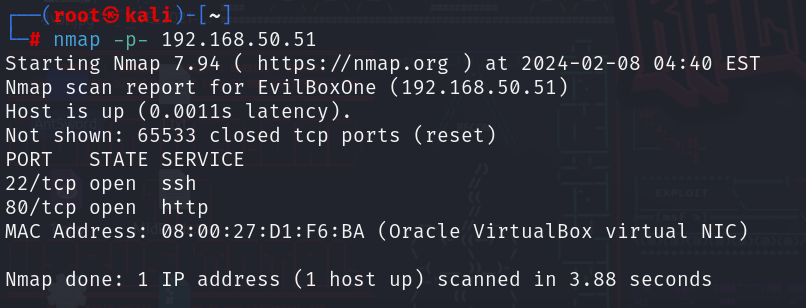 ┌──(root㉿kali)-[~]
└─# nmap -p- 192.168.50.51
Starting Nmap 7.94 ( https://nmap.org ) at 2024-02-08 04:40 EST
Nmap scan report for EvilBoxOne (192.168.50.51)
Host is up (0.0011s latency).
Not shown: 65533 closed tcp ports (reset)
PORT   STATE SERVICE
22/tcp open  ssh
80/tcp open  http
MAC Address: 08:00:27:D1:F6:BA (Oracle VirtualBox virtual NIC)
Nmap done: 1 IP address (1 host up) scanned in 3.88 seconds
EXPLOIT